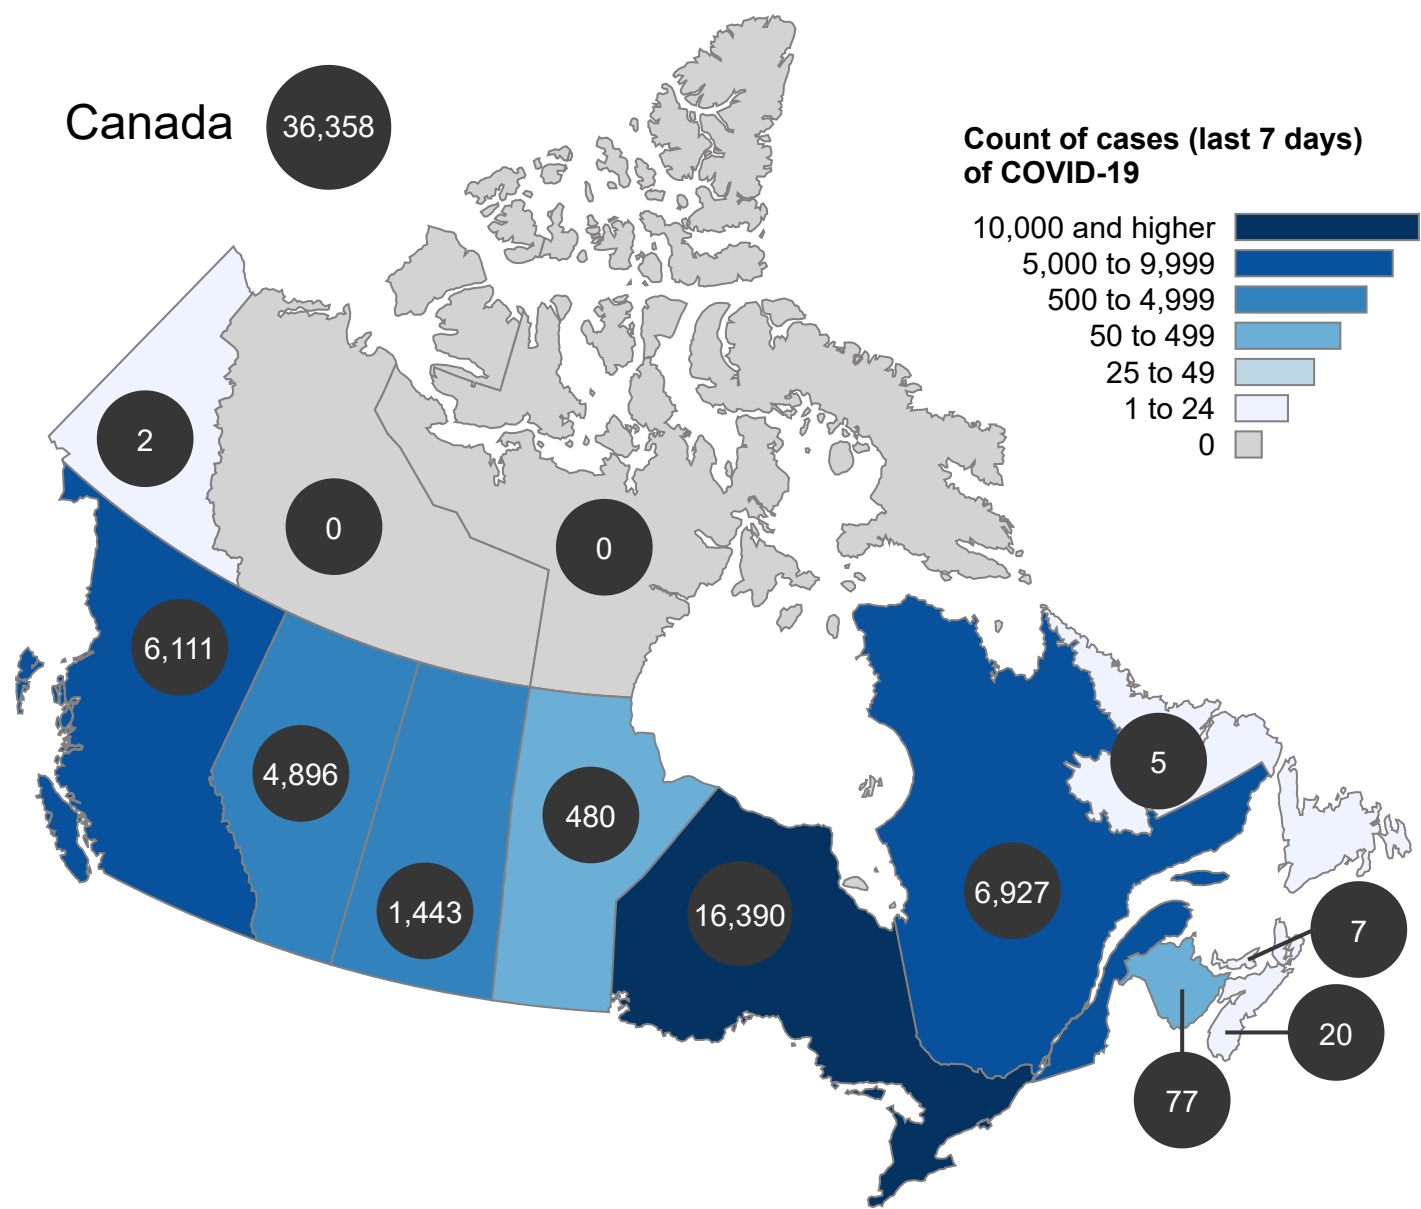 Canada
36,358
Count of cases (last 7 days)
of COVID-19
10,000 and higher
5,000 to 9,999
500 to 4,999
50 to 499
25 to 49
1 to 24
0
2
0
0
6,111
4,896
1,443
480
16,390
6,927
5
7
20
77